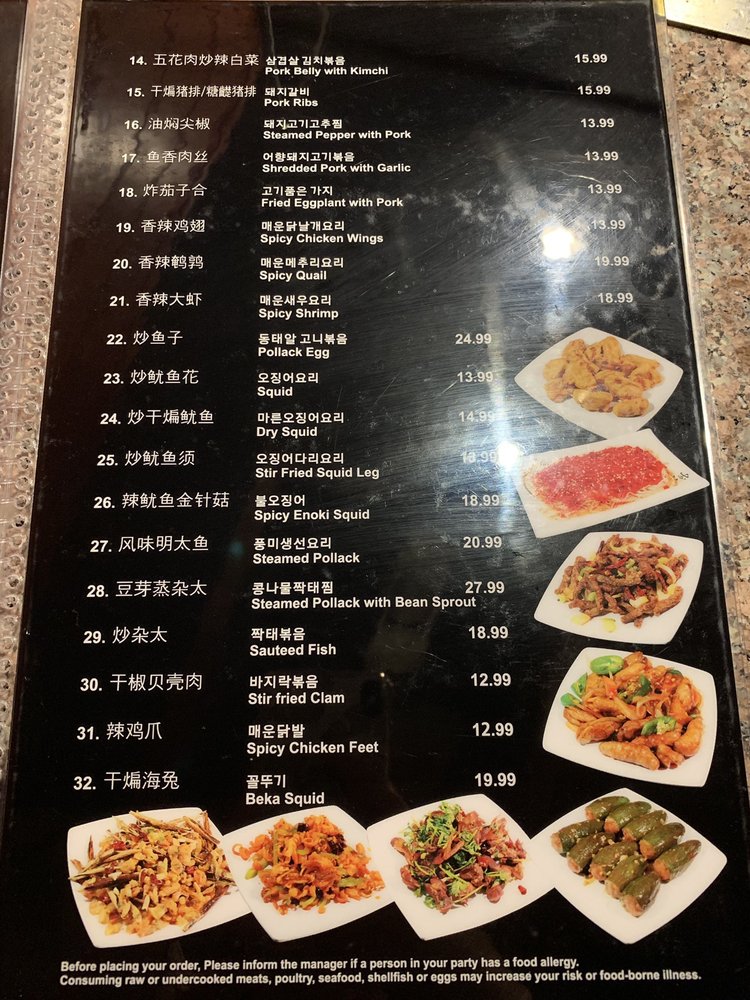 14. 五花肉炒辣白菜 삼겹살 김치볶음 15.99
Pork Belly with Kimchi
15. 干煸猪排/糖醋猪排 돼지갈비 15.99
Pork Ribs
16. 油焖尖椒 돼지고기고추찜 13.99
Steamed Pepper with Pork
17. 鱼香肉丝 어향돼지고기볶음 13.99
Shredded Pork with Garlic
18. 炸茄子合 고기품은 가지 13.99
Fried Eggplant with Pork
19. 香辣鸡翅 매운닭날개요리 13.99
Spicy Chicken Wings
20. 香辣鹌鹑 매운메추리요리 19.99
Spicy Quail
21. 香辣大虾 매운새우요리 18.99
Spicy Shrimp
22. 炒鱼子 동태알 고니볶음 24.99
Pollack Egg
23. 炒鱿鱼花 오징어요리 13.99
Squid
24. 炒干煸鱿鱼 마른오징어요리 14.99
Dry Squid
25. 炒鱿鱼须 오징어다리요리 13.99
Stir Fried Squid Leg
26. 辣鱿鱼金针菇 불오징어 18.99
Spicy Enoki Squid
27. 风味明太鱼 풍미생선요리 20.99
Steamed Pollack
28. 豆芽蒸杂太 콩나물짝태찜 27.99
Steamed Pollack with Bean Sprout
29. 炒杂太 짝태볶음 18.99
Sauteed Fish
30. 干椒贝壳肉 바지락볶음 12.99
Stir fried Clam
31. 辣鸡爪 매운닭발 12.99
Spicy Chicken Feet
32. 干煸海兔 꼴뚜기 19.99
Beka Squid
Before placing your order, Please inform the manager if a person in your party has a food allergy.
Consuming raw or undercooked meats, poultry, seafood, shellfish or eggs may increase your risk or food-borne illness.